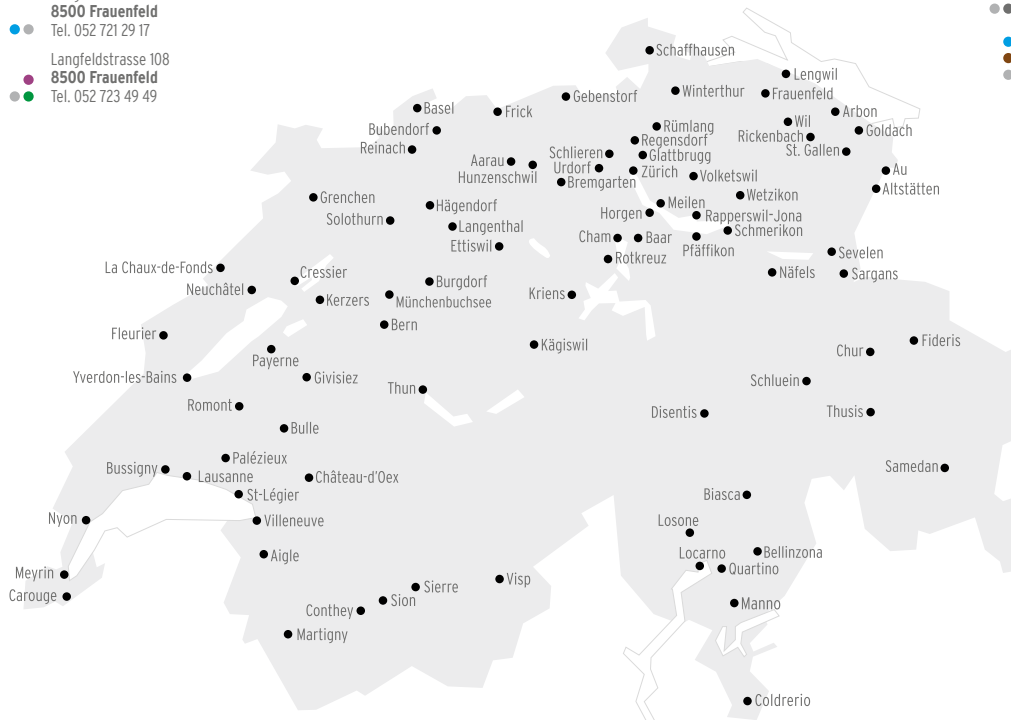 8500 Frauenfeld
Tel. 052 721 29 17
Langfeldstrasse 108
8500 Frauenfeld
Tel. 052 723 49 49
Schaffhausen
Lengwil
Winterthur
Frauenfeld
Gebenstorf
Basel
Frick
Arbon
Bubendorf
Rümlang
Wil
Goldach
Rickenbach
Reinach
Regensdorf
St. Gallen
Schlieren
Glattbrugg
Aarau
Urdorf
Zürich
Au
Hunzenschwil
Bremgarten
Volketswil
Altstätten
Grenchen
Wetzikon
Hägendorf
Meilen
Solothurn
Horgen
Rapperswil-Jona
Langenthal
Schmerikon
Ettiswil
Cham
Baar
Pfäffikon
Sevelen
Rotkreuz
La Chaux-de-Fonds
Cressier
Näfels
Sargans
Neuchâtel
Burgdorf
Kerzers
Münchenbuchsee
Kriens
Bern
Fleurier
Kägiswil
Fideris
Payerne
Chur
Yverdon-les-Bains
Givisiez
Schluein
Thun
Romont
Disentis
Thusis
Bulle
Palézieux
Bussigny
Lausanne
Château-d'Oex
Samedan
St-Légier
Biasca
Nyon
Villeneuve
Losone
Aigle
Locarno
Bellinzona
Quartino
Meyrin
Visp
Sierre
Carouge
Sion
Manno
Conthey
Martigny
Coldrerio